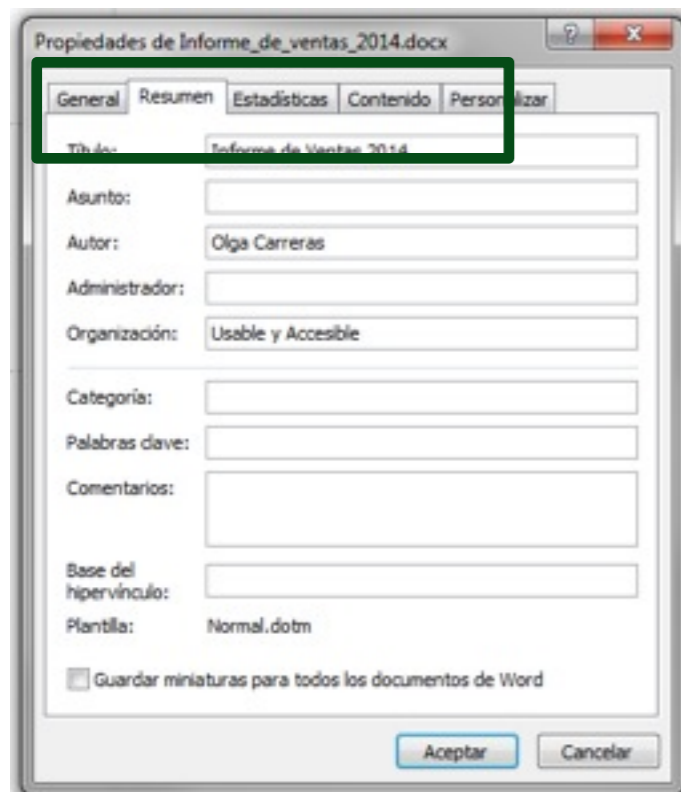 Propiedades de Informe_de_ventas_2014.docx
General Resumen Estadísticas Contenido Personalizar
Título: Informe de Ventas 2014
Asunto:
Autor: Olga Carreras
Administrador:
Organización: Usable y Accesible
Categoría:
Palabras clave:
Comentarios:
Base del
hipervínculo:
Plantilla: Normal.dotm
Guardar miniaturas para todos los documentos de Word
Aceptar Cancelar